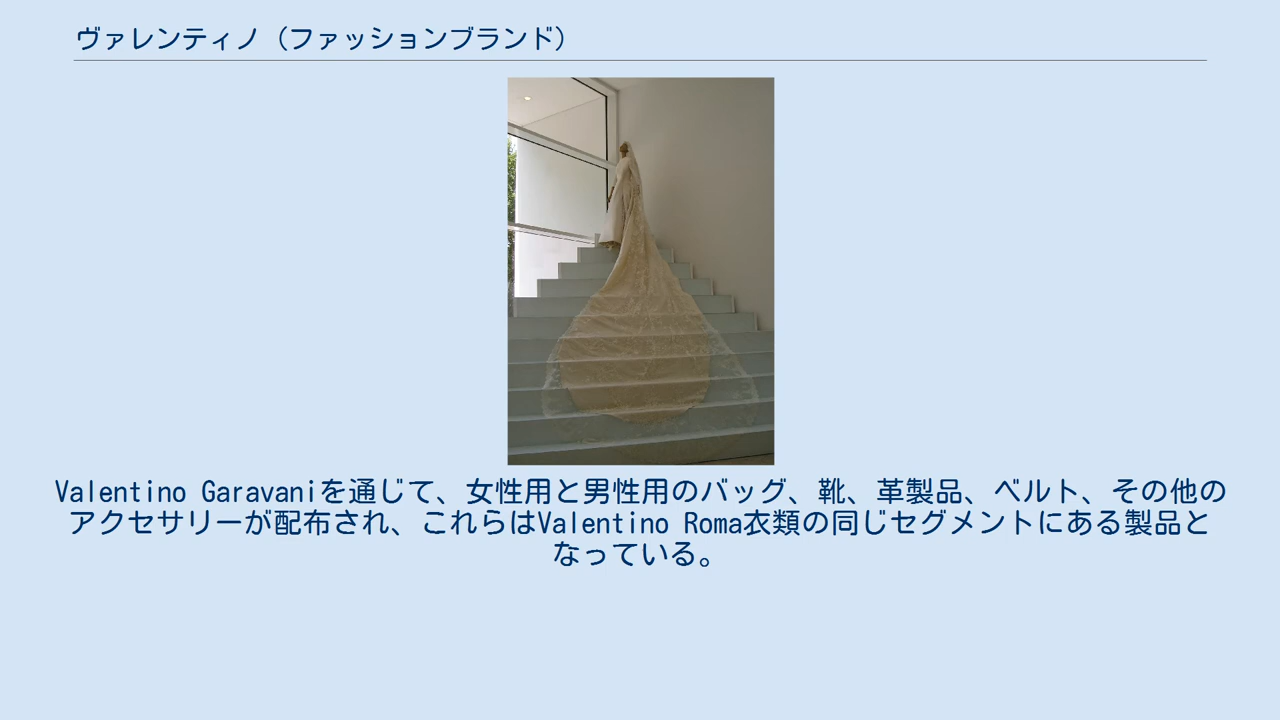 ヴァレンティノ（ファッションブランド）
Valentino Garavaniを通じて、女性用と男性用のバッグ、靴、革製品、ベルト、その他の
アクセサリーが配布され、これらはValentino Roma衣類の同じセグメントにある製品と
なっている。